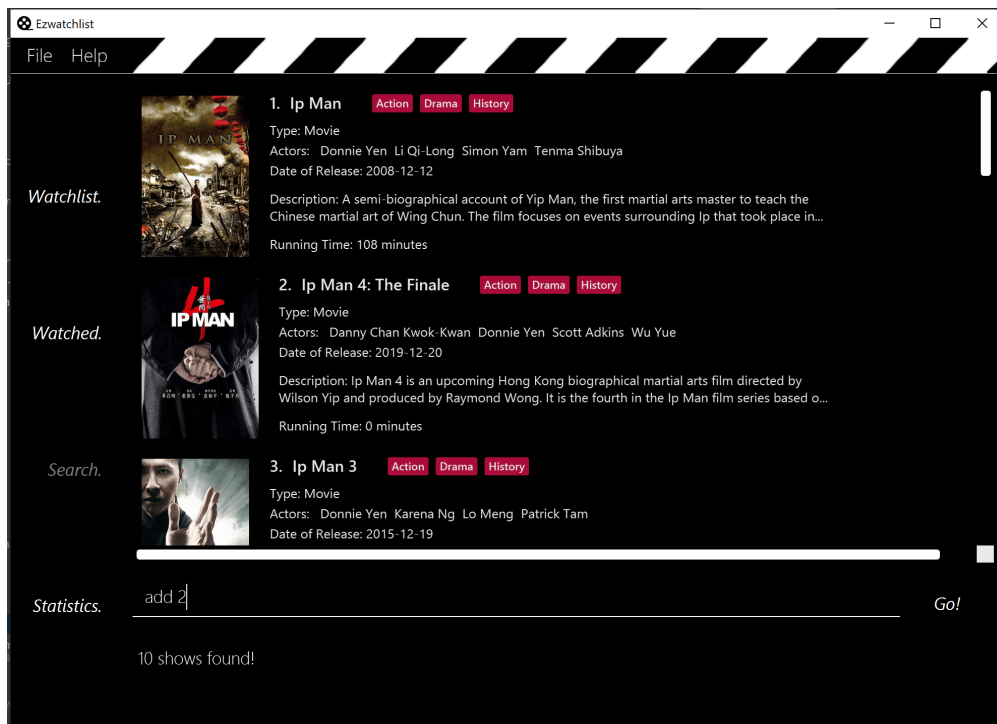 Ezwatchlist
File Help
Watchlist.
Watched.
Search.
Statistics.
IP MAN
1. Ip Man Action Drama History
Type: Movie
Actors: Donnie Yen Li Qi-Long Simon Yam Tenma Shibuya
Date of Release: 2008-12-12
Description: A semi-biographical account of Yip Man, the first martial arts master to teach the
Chinese martial art of Wing Chun. The film focuses on events surrounding Ip that took place in...
Running Time: 108 minutes
IP MAN
2. Ip Man 4: The Finale Action Drama History
Type: Movie
Actors: Danny Chan Kwok-Kwan Donnie Yen Scott Adkins Wu Yue
Date of Release: 2019-12-20
Description: Ip Man 4 is an upcoming Hong Kong biographical martial arts film directed by
Wilson Yip and produced by Raymond Wong. It is the fourth in the Ip Man film series based o...
Running Time: 0 minutes
3. Ip Man 3 Action Drama History
Type: Movie
Actors: Donnie Yen Karena Ng Lo Meng Patrick Tam
Date of Release: 2015-12-19
add 2
Go!
10 shows found!